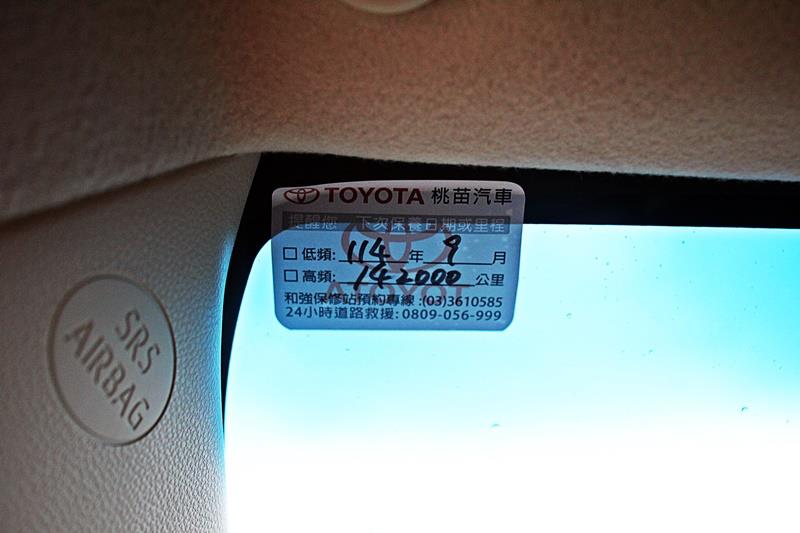 TOYOTA 桃苗汽車
提醒您 下次保養日期或里程
□低頻: 114 年 9 月
□高頻: 142000 公里
和強保修站預約專線:(03)3610585
24小時道路救援:0809-056-999
SRS
AIRBAG